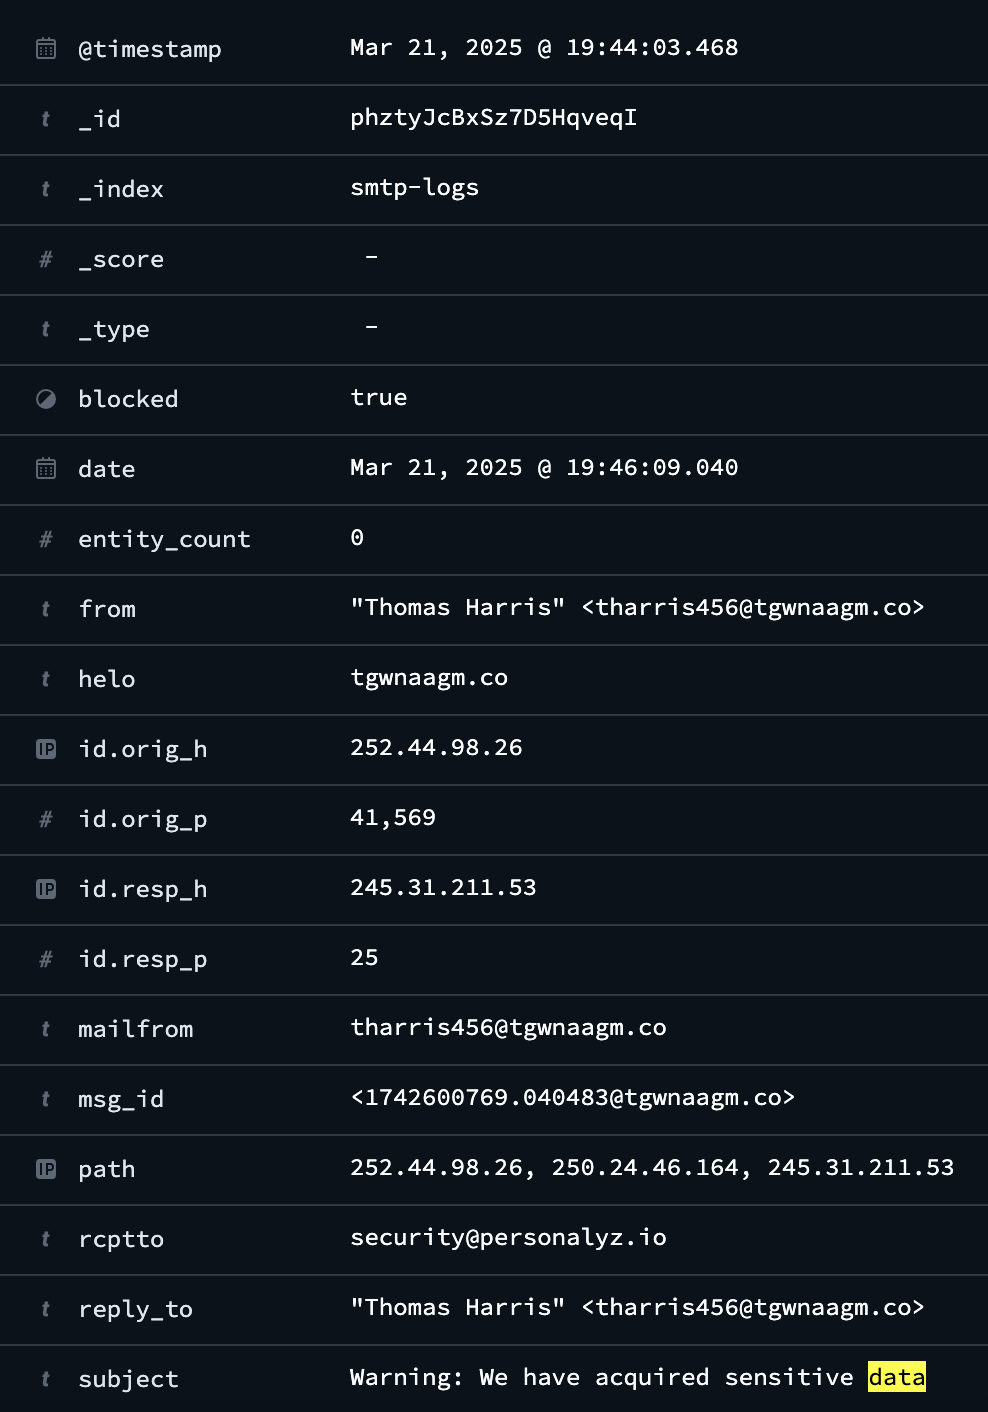 @timestamp Mar 21, 2025 @ 19:44:03.468
t _id phztyJcBxSz7D5HqveqI
t _index smtp-logs
# _score -
t _type -
blocked true
date Mar 21, 2025 @ 19:46:09.040
# entity_count 0
t from "Thomas Harris" <tharris456@tgwnaagm.co>
t helo tgwnaagm.co
IP id.orig_h 252.44.98.26
# id.orig_p 41,569
IP id.resp_h 245.31.211.53
# id.resp_p 25
t mailfrom tharris456@tgwnaagm.co
t msg_id <1742600769.040483@tgwnaagm.co>
IP path 252.44.98.26, 250.24.46.164, 245.31.211.53
t rcptto security@personalyz.io
t reply_to "Thomas Harris" <tharris456@tgwnaagm.co>
t subject Warning: We have acquired sensitive data